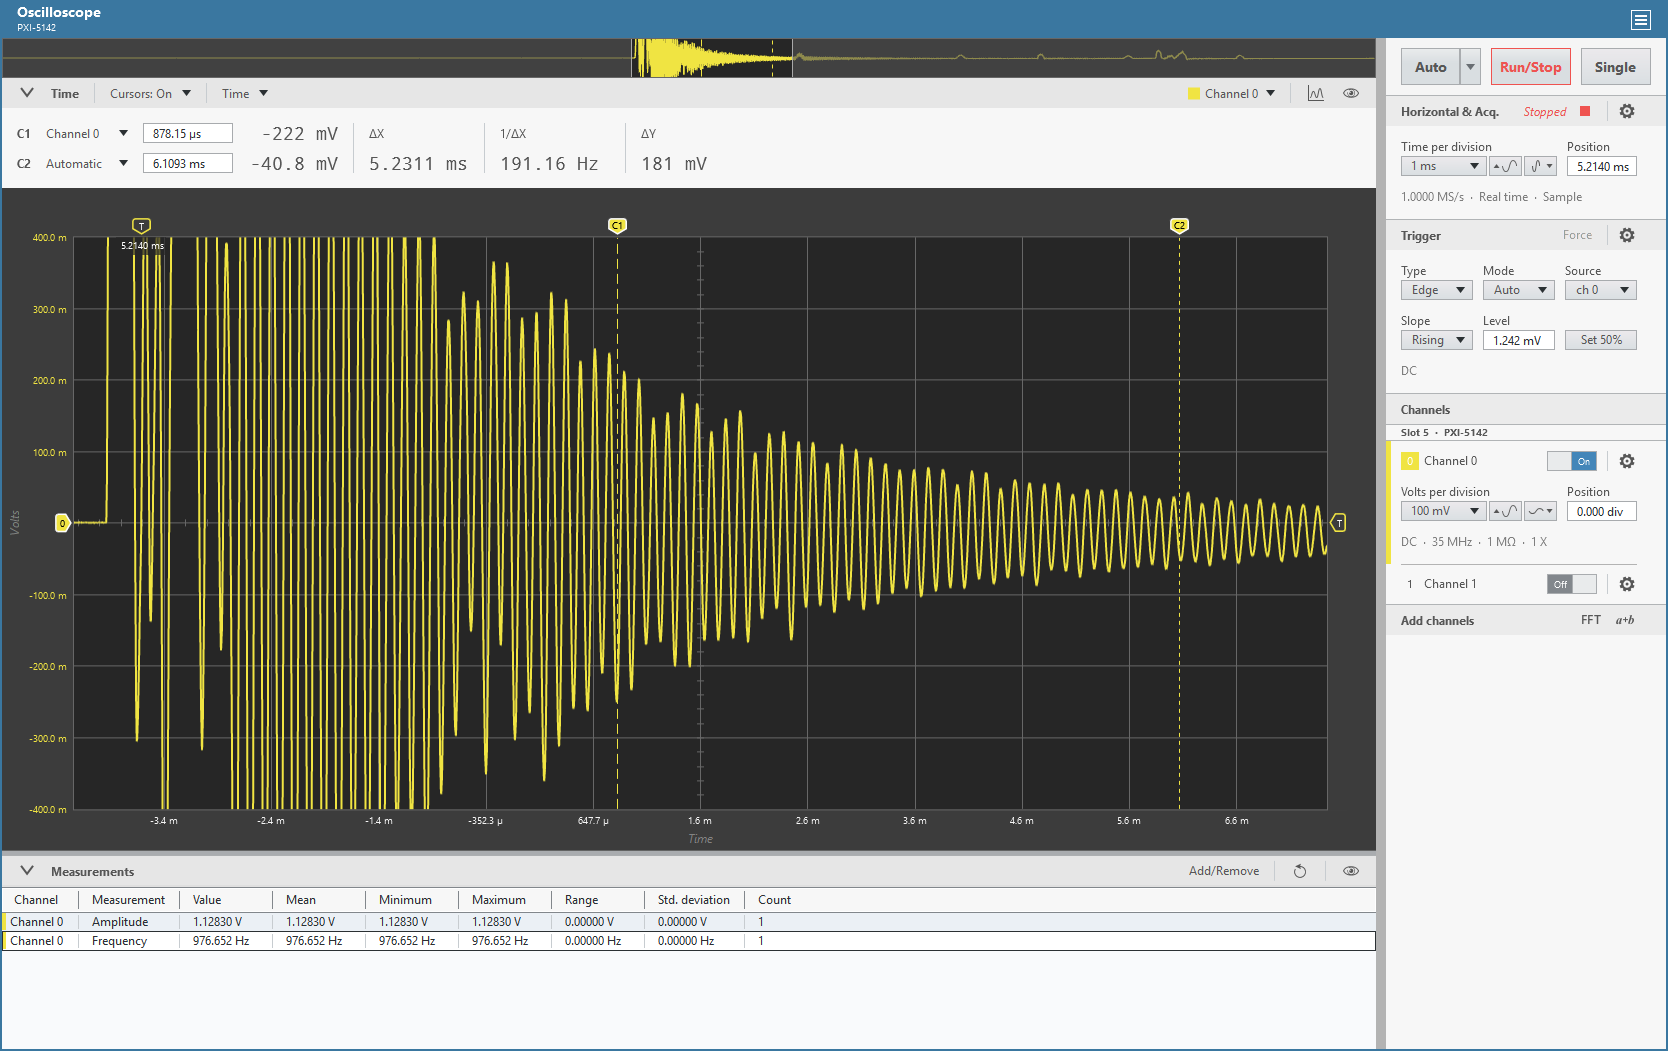 Oscilloscope
PXI-5142
Auto Run/Stop Single
Time Cursors: On Time Channel 0
C1 Channel 0 878.15 µs -222 mV ΔX 1/ΔX ΔY
C2 Automatic 6.1093 ms -40.8 mV 5.2311 ms 191.16 Hz 181 mV
Horizontal & Acq. Stopped
Time per division Position
1 ms 5.2140 ms
1.0000 MS/s · Real time · Sample
Trigger Force
Type Mode Source
Edge Auto ch 0
Slope Level
Rising 1.242 mV Set 50%
DC
Channels
Slot 5 · PXI-5142
0 Channel 0 On
Volts per division Position
100 mV 0.000 div
DC · 35 MHz · 1 MΩ · 1 X
1 Channel 1 Off
Add channels FFT a+b
T C1 C2
5.2140 ms
400.0 m
300.0 m
200.0 m
100.0 m
0 T
-100.0 m
-200.0 m
-300.0 m
-400.0 m
Volts
-3.4 m -2.4 m -1.4 m -352.3 µ 647.7 µ 1.6 m 2.6 m 3.6 m 4.6 m 5.6 m 6.6 m
Time
Measurements Add/Remove
Channel Measurement Value Mean Minimum Maximum Range Std. deviation Count
Channel 0 Amplitude 1.12830 V 1.12830 V 1.12830 V 1.12830 V 0.00000 V 0.00000 V 1
Channel 0 Frequency 976.652 Hz 976.652 Hz 976.652 Hz 976.652 Hz 0.00000 Hz 0.00000 Hz 1